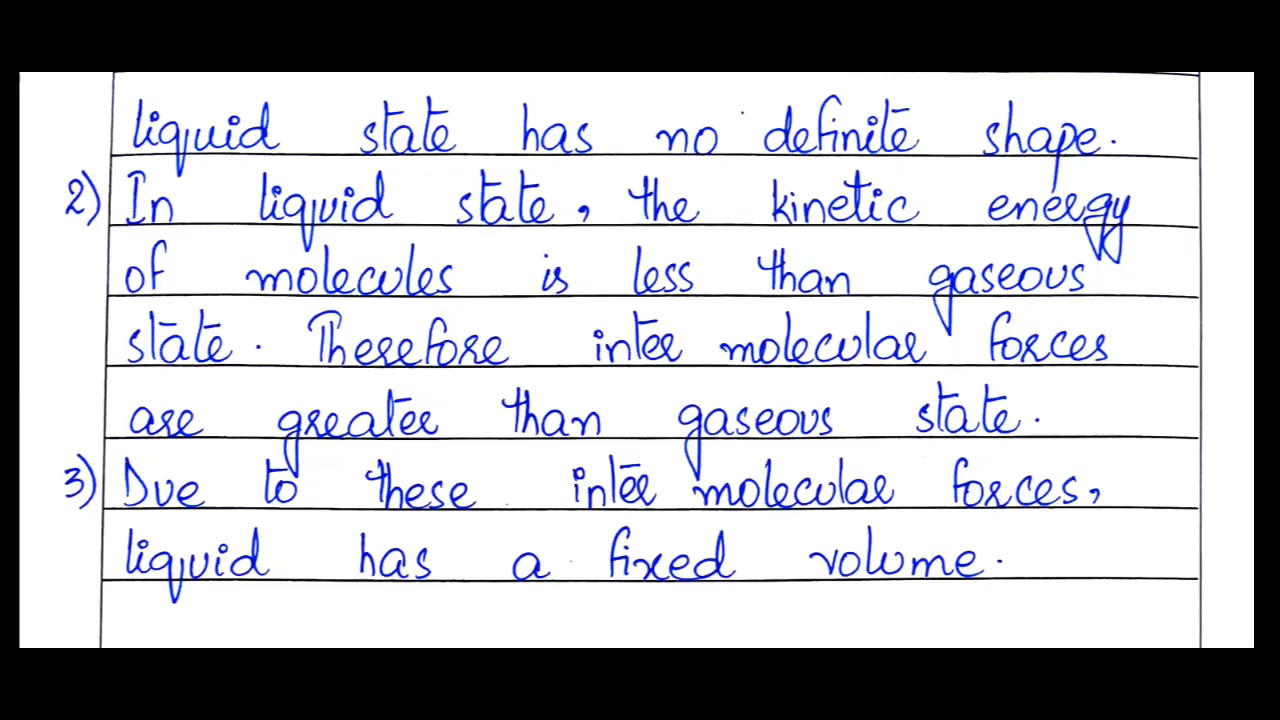 liquid state has no definite shape.
2) In liquid state, the kinetic energy
of molecules is less than gaseous
state. Therefore inter molecular forces
are greater than gaseous state.
3) Due to these inter molecular forces,
liquid has a fixed volume.